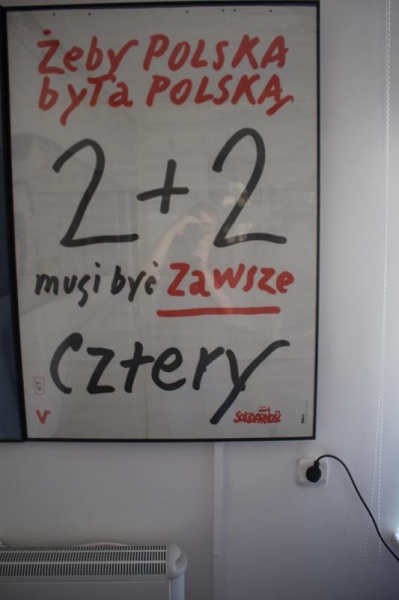 Żeby POLSKA
była POLSKĄ
2+2
musi być zawsze
cztery
V
SOLIDARNOŚĆ